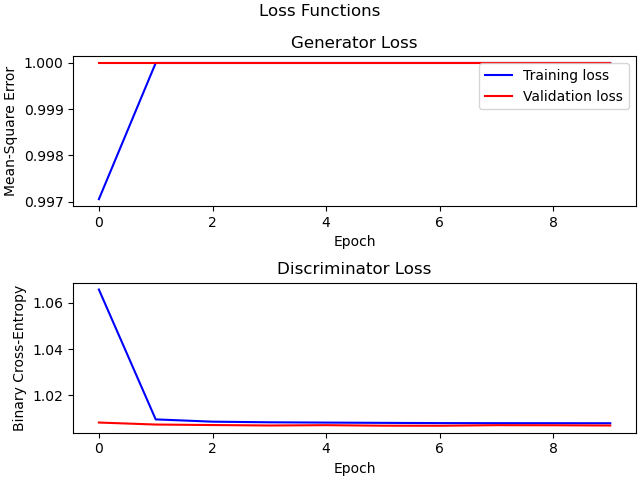 Loss Functions
Generator Loss
Mean-Square Error
1.000
0.999
0.998
0.997
Training loss
Validation loss
0 2 4 6 8
Epoch
Discriminator Loss
Binary Cross-Entropy
1.06
1.04
1.02
0 2 4 6 8
Epoch